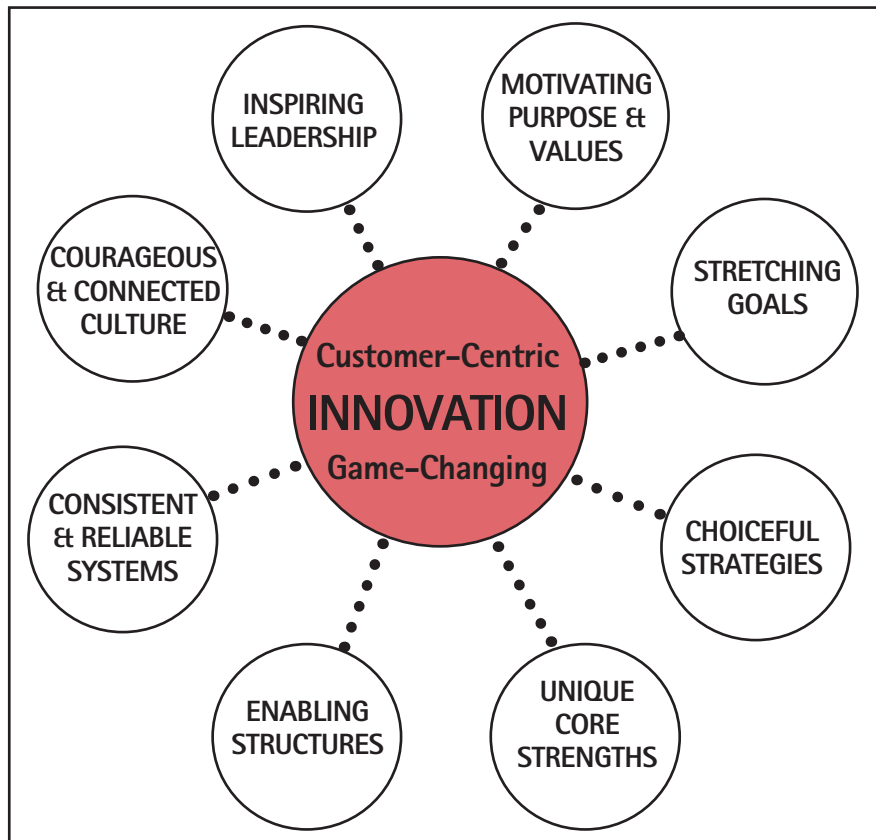 INSPIRING
LEADERSHIP
MOTIVATING
PURPOSE &
VALUES
STRETCHING
GOALS
CHOICEFUL
STRATEGIES
UNIQUE
CORE
STRENGTHS
ENABLING
STRUCTURES
CONSISTENT
& RELIABLE
SYSTEMS
COURAGEOUS
& CONNECTED
CULTURE
Customer-Centric
INNOVATION
Game-Changing